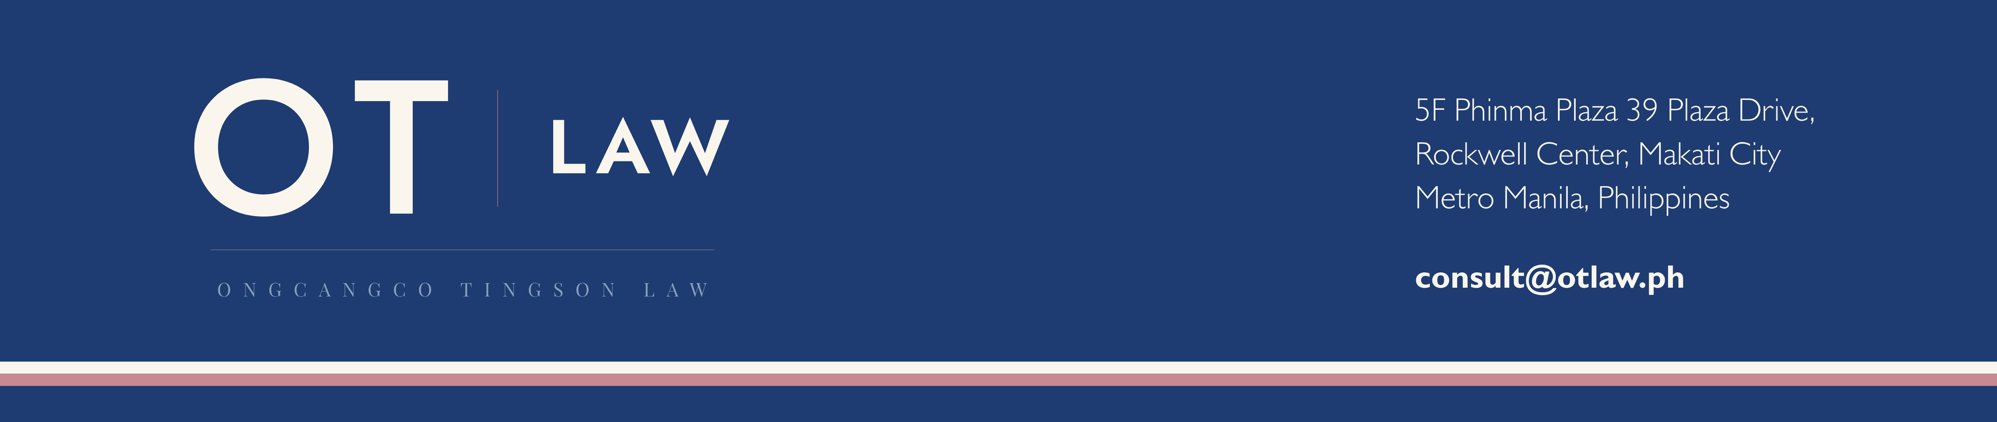 OT LAW
ONGCANGCO TINGSON LAW
5F Phinma Plaza 39 Plaza Drive,
Rockwell Center, Makati City
Metro Manila, Philippines
consult@otlaw.ph